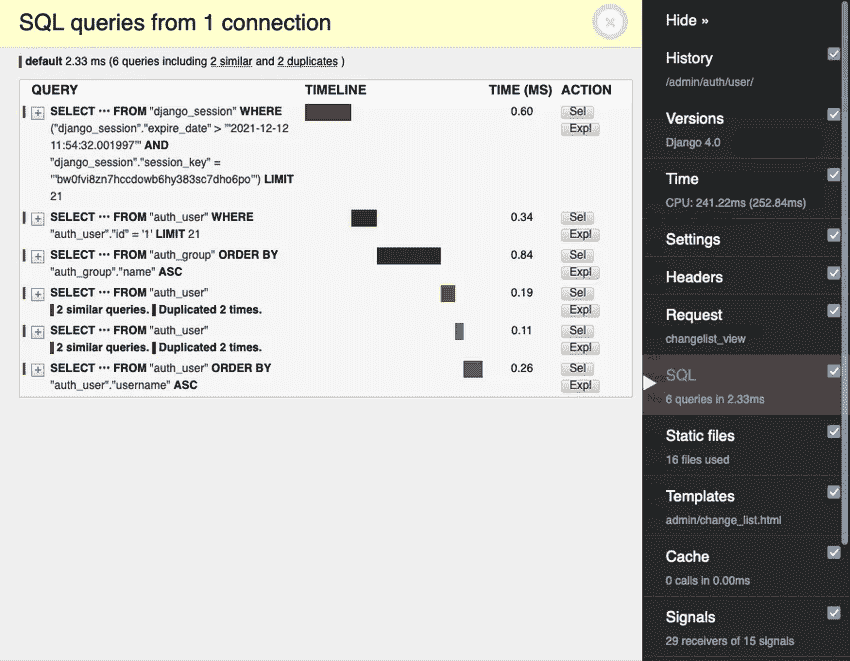 SQL queries from 1 connection
default 2.33 ms (6 queries including 2 similar and 2 duplicates )
QUERY TIMELINE TIME (MS) ACTION
+ SELECT ••• FROM "django_session" WHERE 0.60 Sel
("django_session"."expire_date" > '"2021-12-12 Expl
11:54:32.001997"' AND
"django_session"."session_key" =
'"bw0fvi8zn7hccdowb6hy383sc7dho6po"') LIMIT
21
+ SELECT ••• FROM "auth_user" WHERE 0.34 Sel
"auth_user"."id" = '1' LIMIT 21 Expl
+ SELECT ••• FROM "auth_group" ORDER BY 0.84 Sel
"auth_group"."name" ASC Expl
+ SELECT ••• FROM "auth_user" 0.19 Sel
2 similar queries. Duplicated 2 times. Expl
+ SELECT ••• FROM "auth_user" 0.11 Sel
2 similar queries. Duplicated 2 times. Expl
+ SELECT ••• FROM "auth_user" ORDER BY 0.26 Sel
"auth_user"."username" ASC Expl
Hide »
History
/admin/auth/user/
Versions
Django 4.0
Time
CPU: 241.22ms (252.84ms)
Settings
Headers
Request
changelist_view
SQL
6 queries in 2.33ms
Static files
16 files used
Templates
admin/change_list.html
Cache
0 calls in 0.00ms
Signals
29 receivers of 15 signals